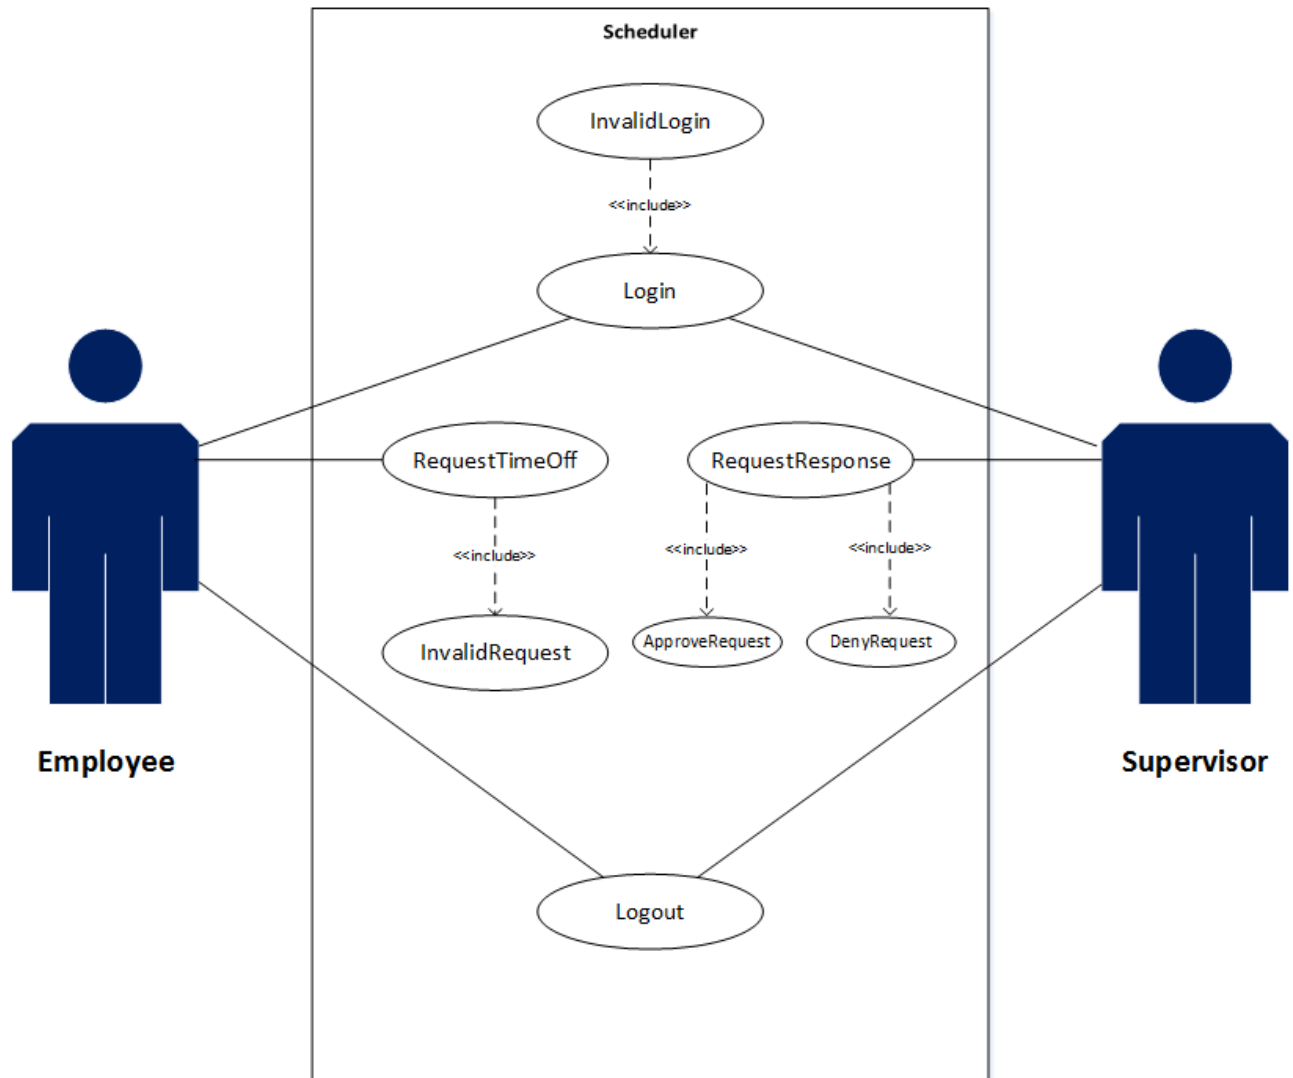 Scheduler
InvalidLogin
<<include>>
Login
RequestTimeOff
RequestResponse
<<include>>
<<include>>
<<include>>
InvalidRequest
ApproveRequest
DenyRequest
Employee
Supervisor
Logout